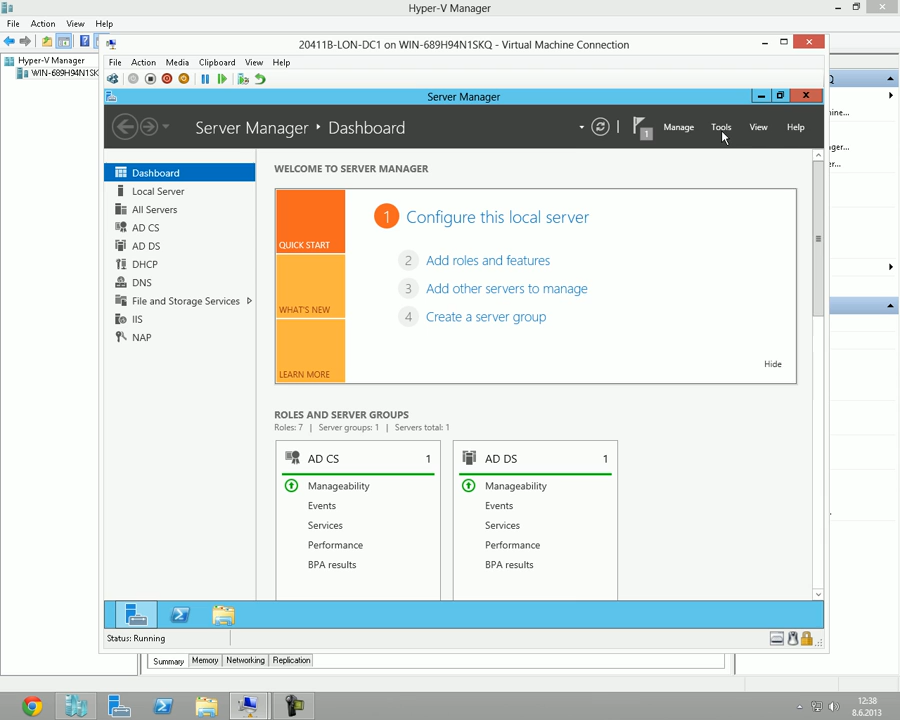 Hyper-V Manager
File Action View Help
Hyper-V Manager
WIN-689H94N1SK
20411B-LON-DC1 on WIN-689H94N1SKQ - Virtual Machine Connection
File Action Media Clipboard View Help
Server Manager
Server Manager ‣ Dashboard
1
Manage Tools View Help
Dashboard
Local Server
All Servers
AD CS
AD DS
DHCP
DNS
File and Storage Services
IIS
NAP
WELCOME TO SERVER MANAGER
QUICK START
WHAT'S NEW
LEARN MORE
1 Configure this local server
2 Add roles and features
3 Add other servers to manage
4 Create a server group
Hide
ROLES AND SERVER GROUPS
Roles: 7 | Server groups: 1 | Servers total: 1
AD CS 1
Manageability
Events
Services
Performance
BPA results
AD DS 1
Manageability
Events
Services
Performance
BPA results
Q
ine...
ger...
er...
Status: Running
Summary Memory Networking Replication
12:38
8.6.2013